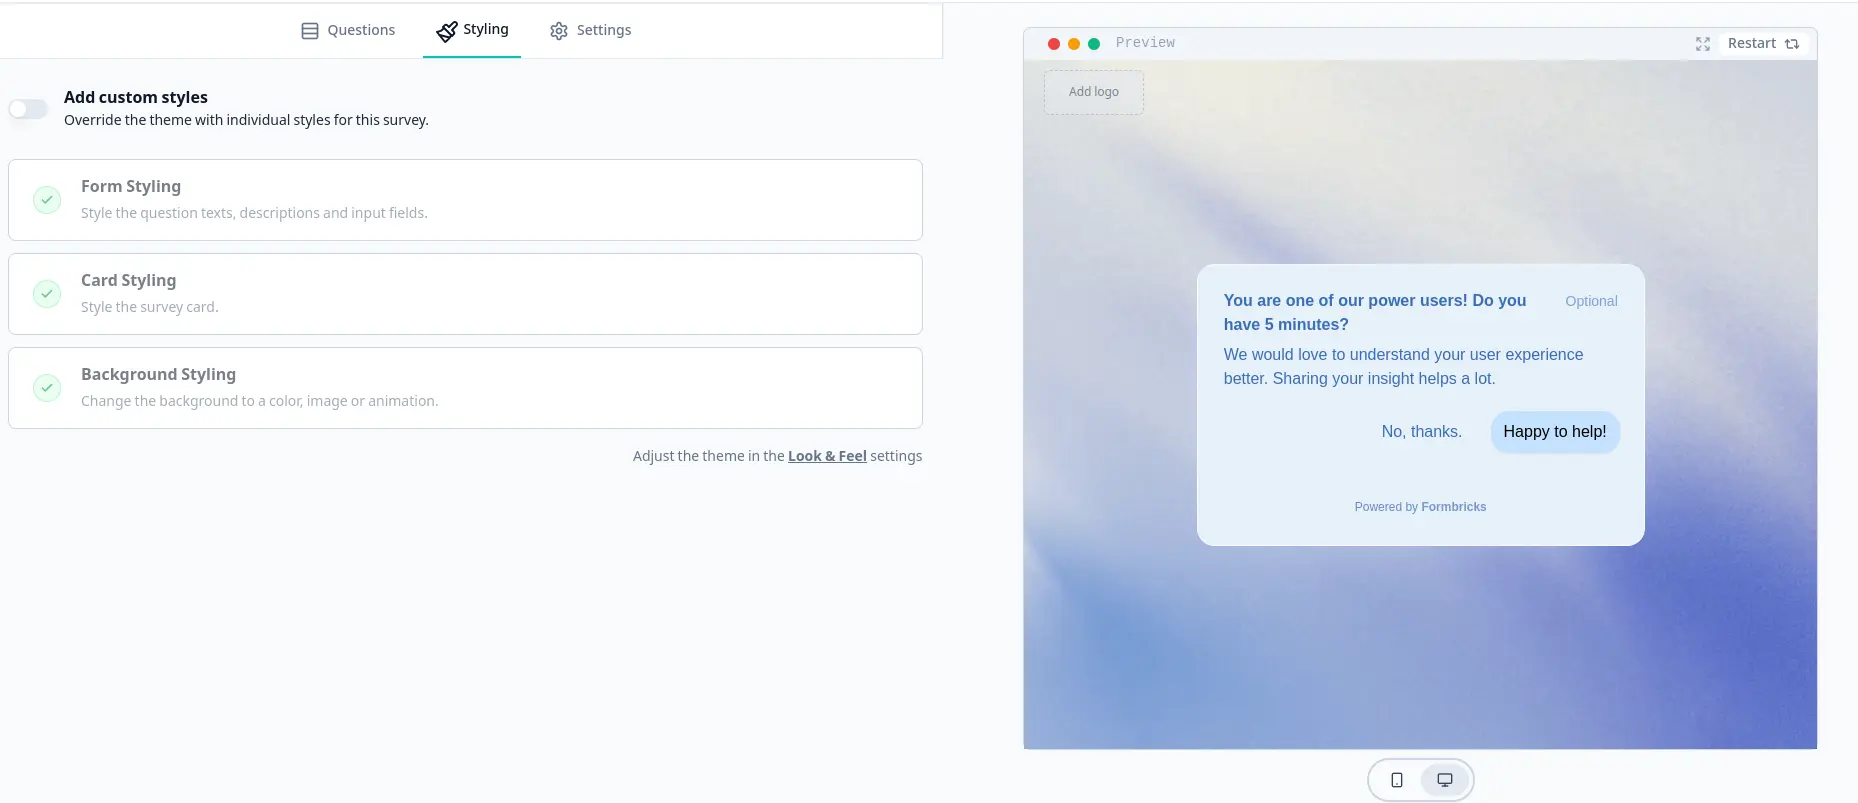 Questions
Styling
Settings
Add custom styles
Override the theme with individual styles for this survey.
Form Styling
Style the question texts, descriptions and input fields.
Card Styling
Style the survey card.
Background Styling
Change the background to a color, image or animation.
Adjust the theme in the Look & Feel settings
Preview
Restart
Add logo
You are one of our power users! Do you
have 5 minutes?
Optional
We would love to understand your user experience
better. Sharing your insight helps a lot.
No, thanks.
Happy to help!
Powered by Formbricks